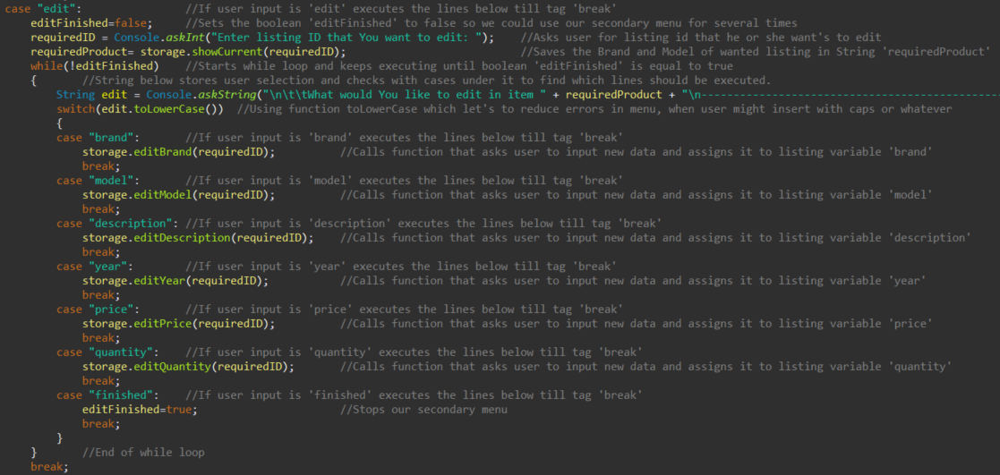 case "edit":                //If user input is 'edit' executes the lines below till tag 'break'
    editFinished=false;     //Sets the boolean 'editFinished' to false so we could use our secondary menu for several times
    requiredID = Console.askInt("Enter listing ID that You want to edit: ");    //Asks user for listing id that he or she want's to edit
    requiredProduct= storage.showCurrent(requiredID);                           //Saves the Brand and Model of wanted listing in String 'requiredProduct'
    while(!editFinished)    //Starts while loop and keeps executing until boolean 'editFinished' is equal to true
    {       //String below stores user selection and checks with cases under it to find which lines should be executed.
        String edit = Console.askString("\n\t\tWhat would You like to edit in item " + requiredProduct + "\n-----------------------------------------------
        switch(edit.toLowerCase())  //Using function toLowerCase which let's to reduce errors in menu, when user might insert with caps or whatever
        {
        case "brand":       //If user input is 'brand' executes the lines below till tag 'break'
            storage.editBrand(requiredID);          //Calls function that asks user to input new data and assigns it to listing variable 'brand'
            break;
        case "model":       //If user input is 'model' executes the lines below till tag 'break'
            storage.editModel(requiredID);          //Calls function that asks user to input new data and assigns it to listing variable 'model'
            break;
        case "description": //If user input is 'description' executes the lines below till tag 'break'
            storage.editDescription(requiredID);    //Calls function that asks user to input new data and assigns it to listing variable 'description'
            break;
        case "year":        //If user input is 'year' executes the lines below till tag 'break'
            storage.editYear(requiredID);           //Calls function that asks user to input new data and assigns it to listing variable 'year'
            break;
        case "price":       //If user input is 'price' executes the lines below till tag 'break'
            storage.editPrice(requiredID);          //Calls function that asks user to input new data and assigns it to listing variable 'price'
            break;
        case "quantity":    //If user input is 'quantity' executes the lines below till tag 'break'
            storage.editQuantity(requiredID);       //Calls function that asks user to input new data and assigns it to listing variable 'quantity'
            break;
        case "finished":    //If user input is 'finished' executes the lines below till tag 'break'
            editFinished=true;                      //Stops our secondary menu
            break;
        }
    }       //End of while loop
    break;